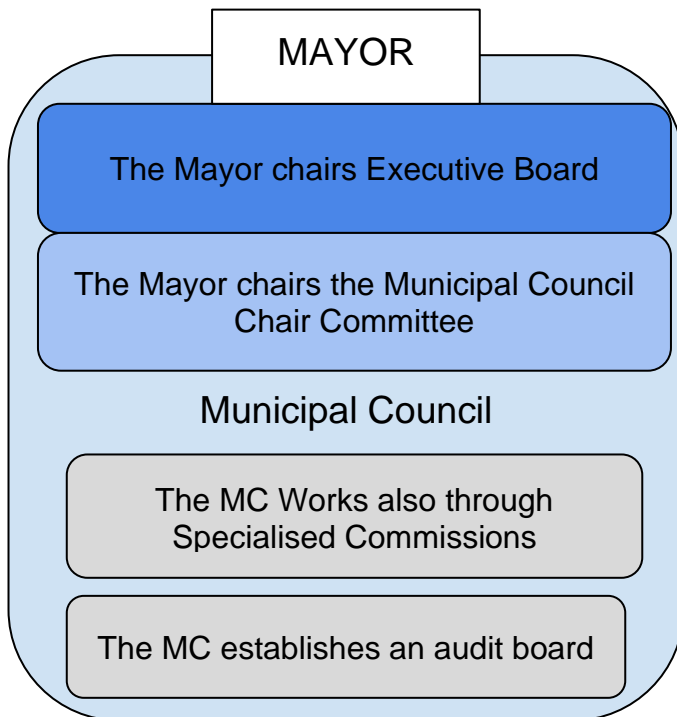 MAYOR
The Mayor chairs Executive Board
The Mayor chairs the Municipal Council
Chair Committee
Municipal Council
The MC Works also through
Specialised Commissions
The MC establishes an audit board